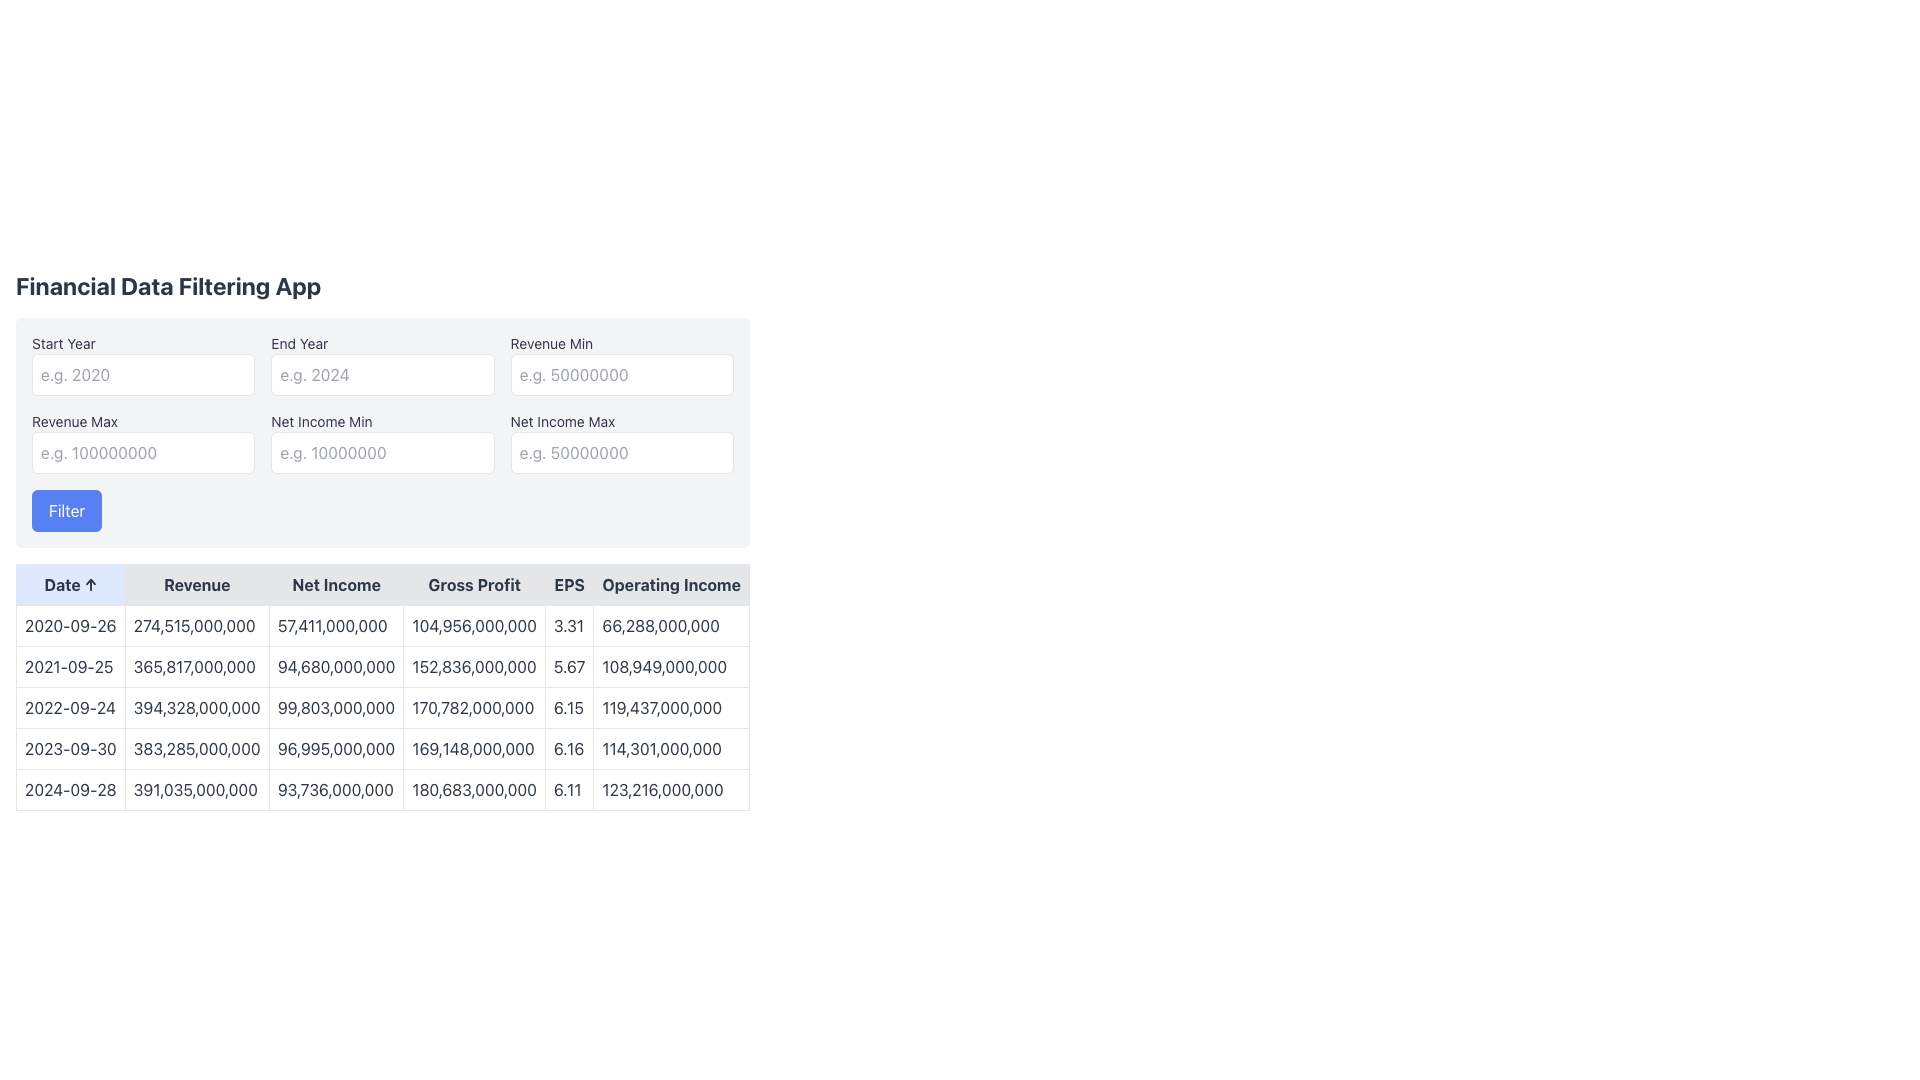 Financial Data Filtering App
Start Year End Year Revenue Min
e.g. 2020 e.g. 2024 e.g. 50000000
Revenue Max Net Income Min Net Income Max
e.g. 100000000 e.g. 10000000 e.g. 50000000
Filter
Date ↑ Revenue Net Income Gross Profit EPS Operating Income
2020-09-26 274,515,000,000 57,411,000,000 104,956,000,000 3.31 66,288,000,000
2021-09-25 365,817,000,000 94,680,000,000 152,836,000,000 5.67 108,949,000,000
2022-09-24 394,328,000,000 99,803,000,000 170,782,000,000 6.15 119,437,000,000
2023-09-30 383,285,000,000 96,995,000,000 169,148,000,000 6.16 114,301,000,000
2024-09-28 391,035,000,000 93,736,000,000 180,683,000,000 6.11 123,216,000,000